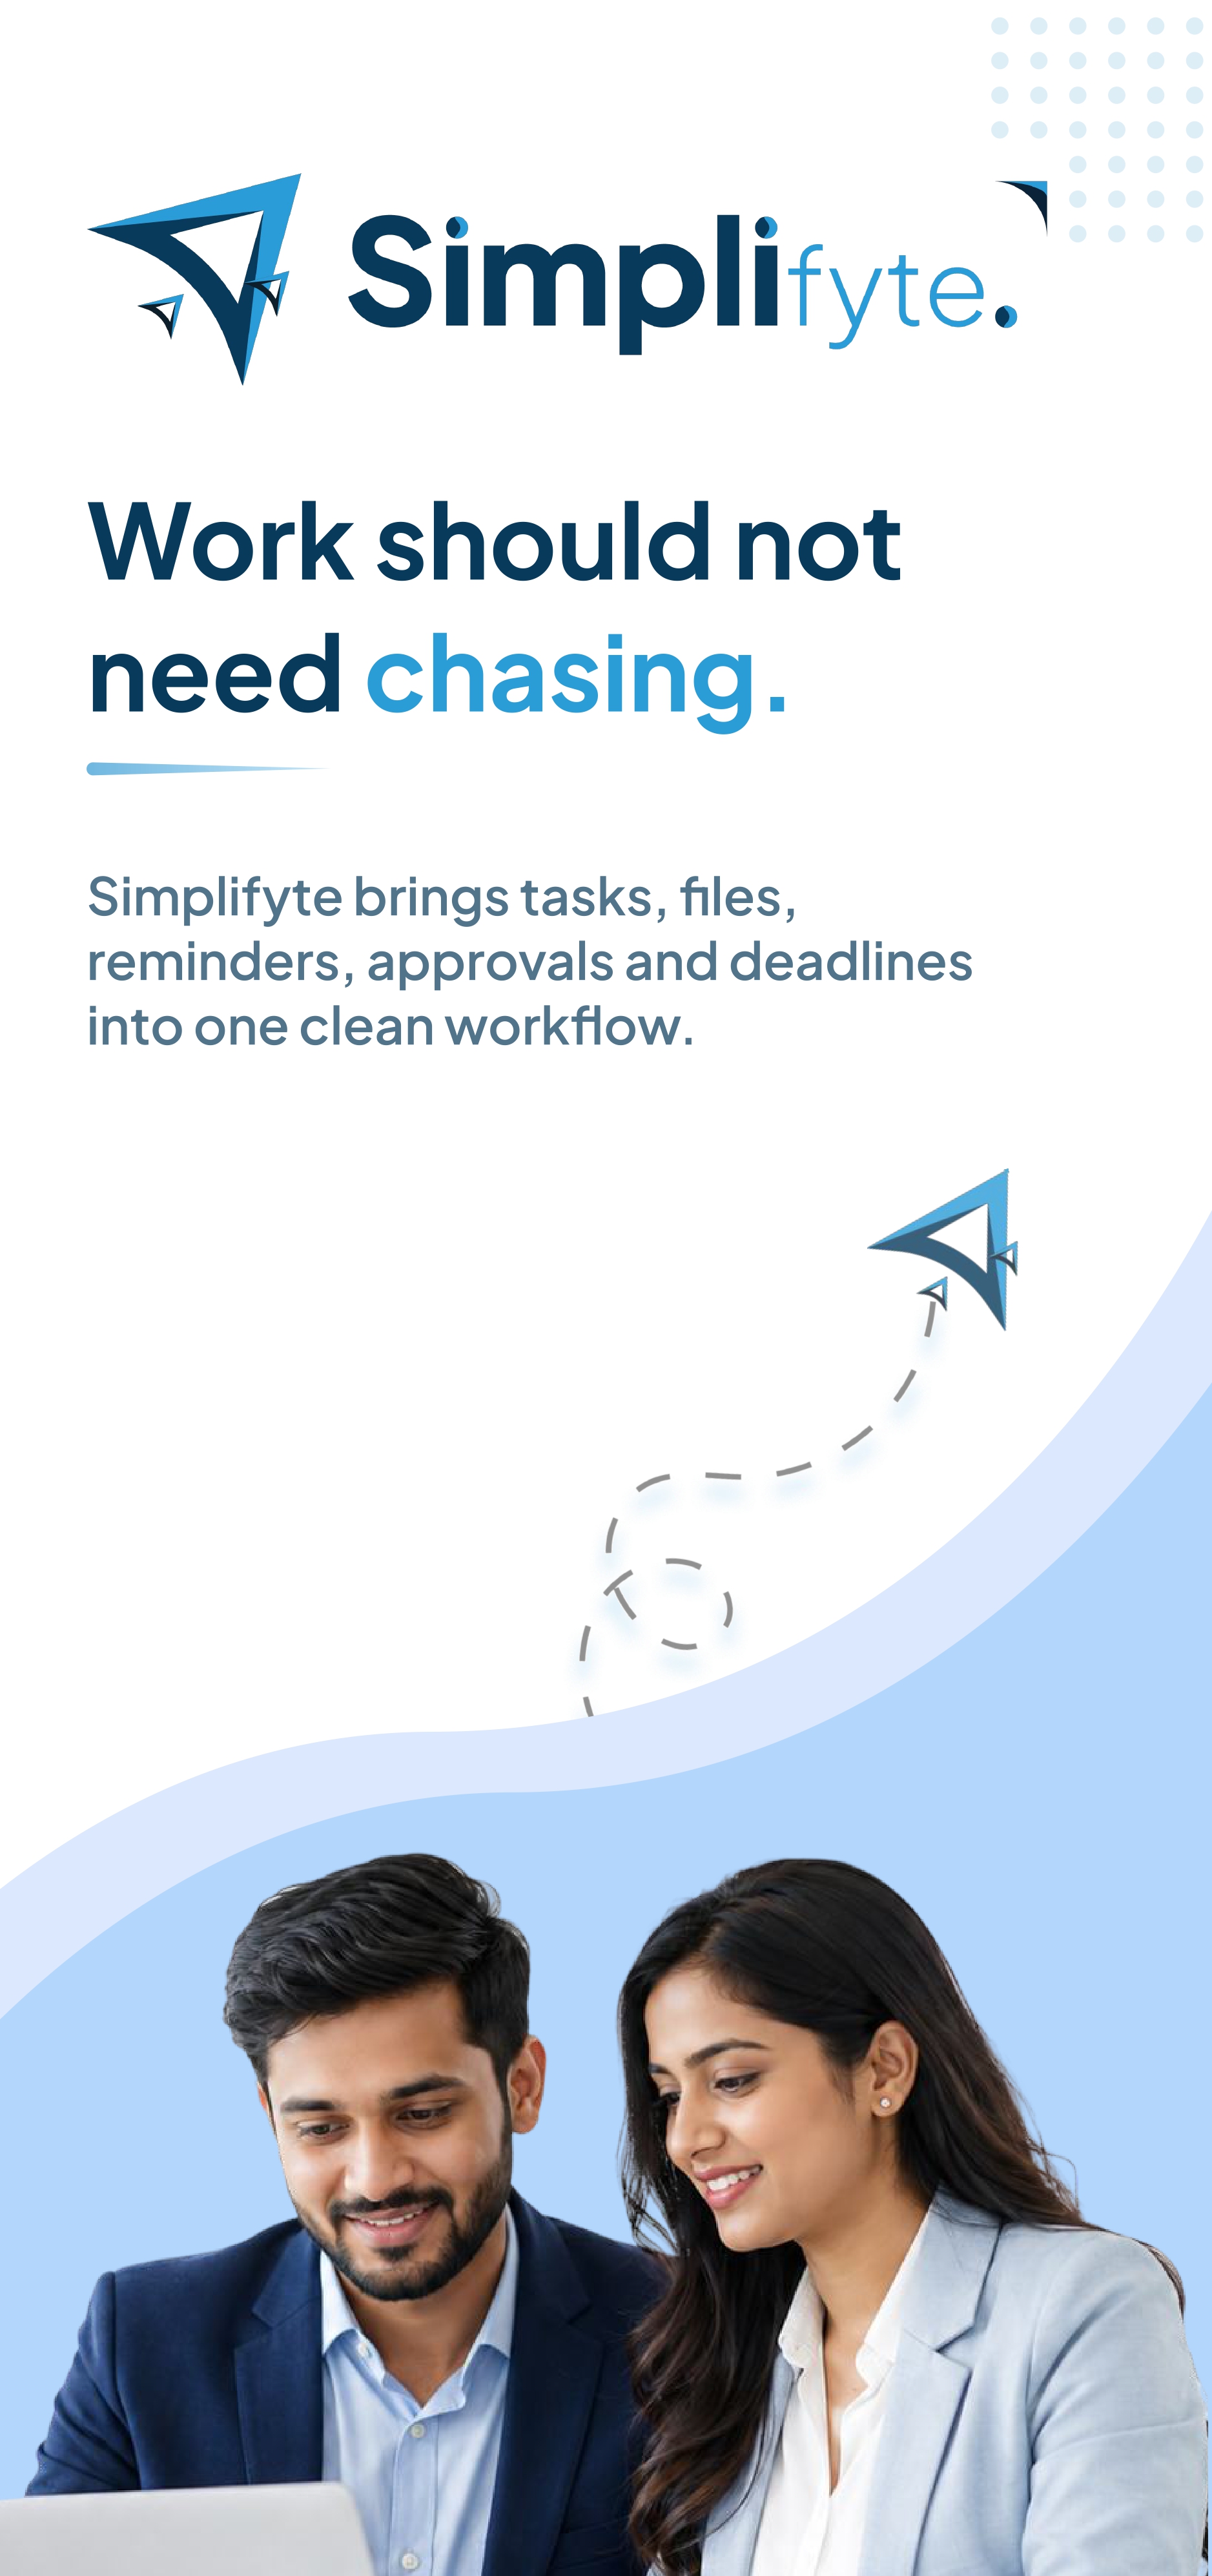 Simplifyte.
Work should not
need chasing.
Simplifyte brings tasks, files,
reminders, approvals and deadlines
into one clean workflow.